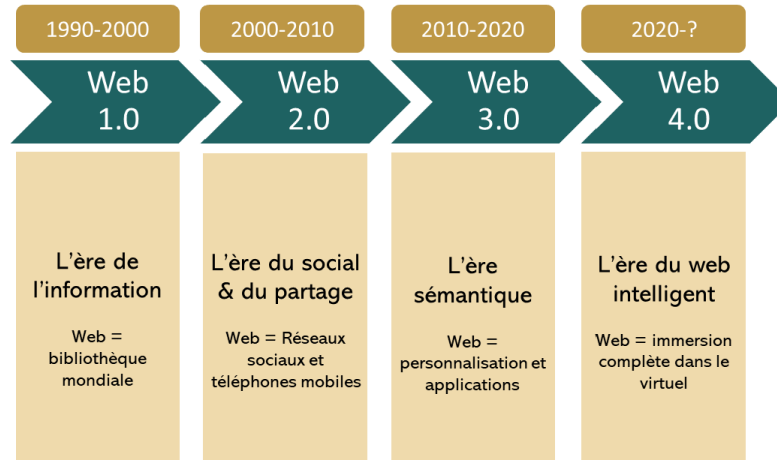 1990-2000
Web
1.0
L'ère de
l'information
Web =
bibliothèque
mondiale
2000-2010
Web
2.0
L'ère du social
& du partage
Web = Réseaux
sociaux et
téléphones mobiles
2010-2020
Web
3.0
L'ère
sémantique
Web =
personnalisation et
applications
2020-?
Web
4.0
L'ère du web
intelligent
Web = immersion
complète dans le
virtuel